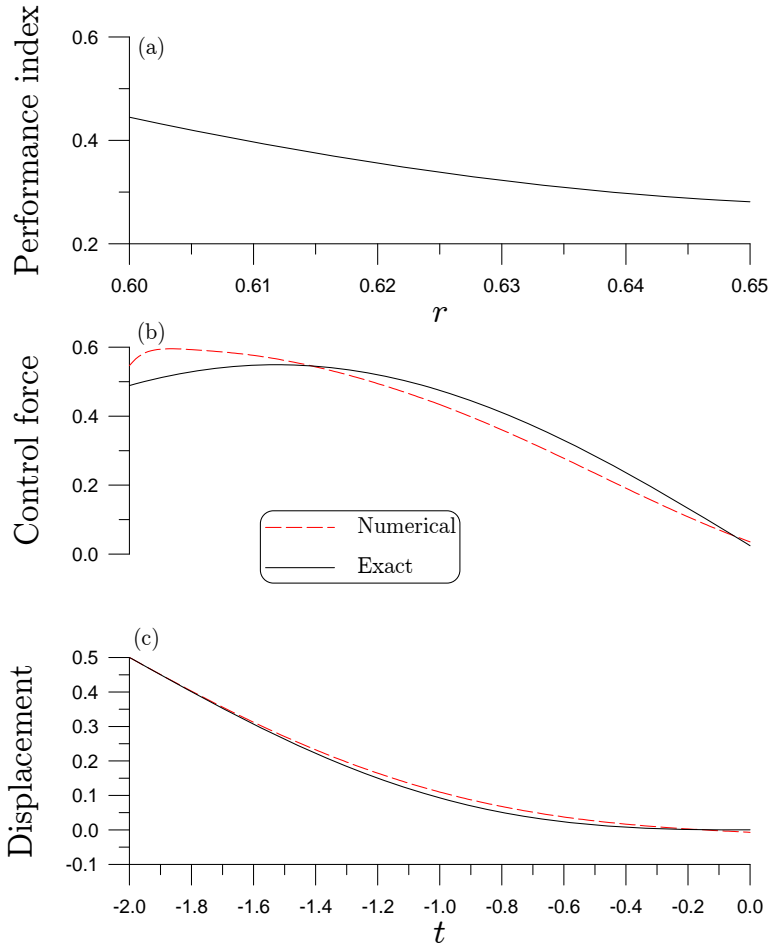 Performance index
(a)
0.6
0.4
0.2
0.60 0.61 0.62 0.63 0.64 0.65
r
Control force
(b)
0.6
0.4
0.2
0.0
Numerical
Exact
Displacement
(c)
0.5
0.4
0.3
0.2
0.1
0.0
-0.1
-2.0 -1.8 -1.6 -1.4 -1.2 -1.0 -0.8 -0.6 -0.4 -0.2 0.0
t